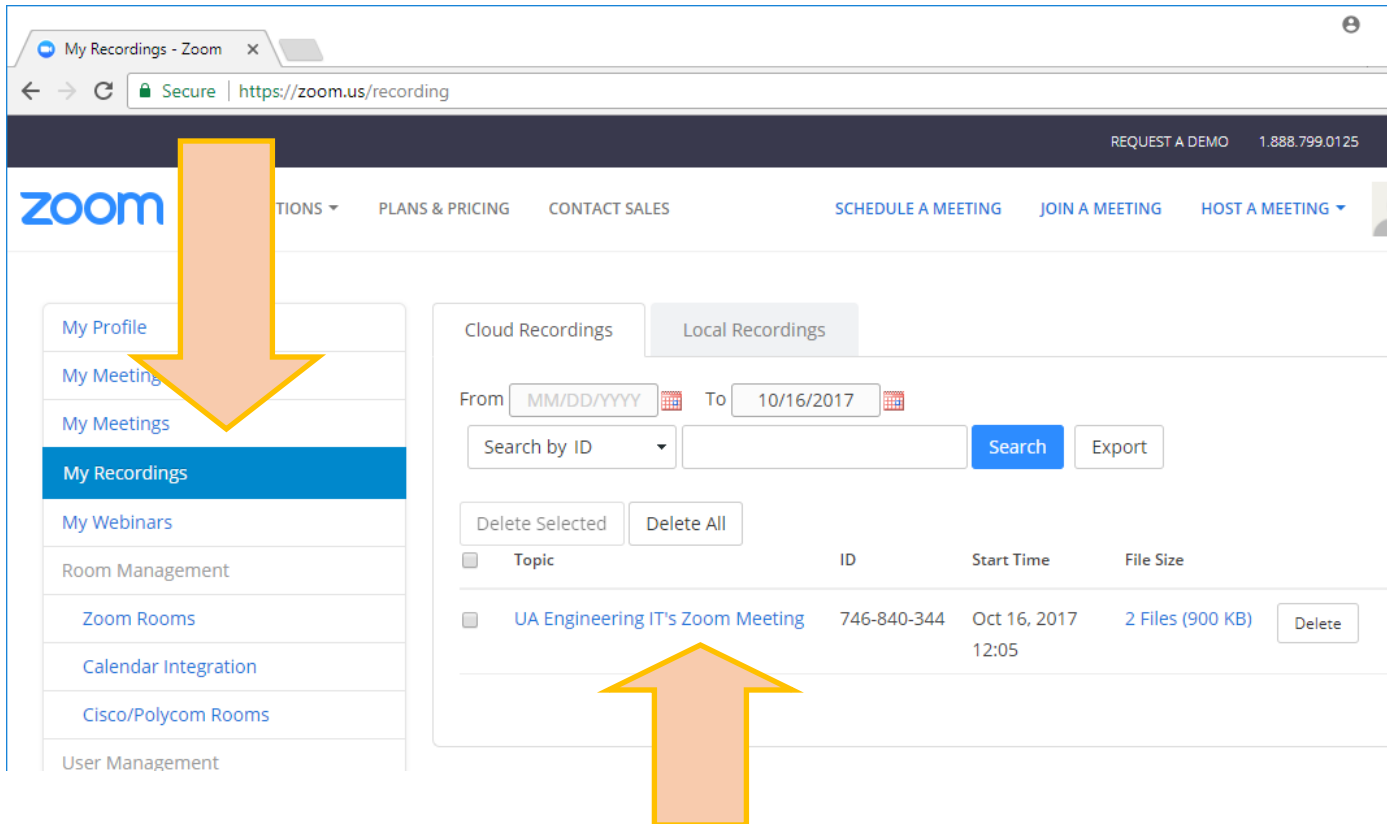 My Recordings - Zoom
Secure | https://zoom.us/recording
REQUEST A DEMO 1.888.799.0125
zoom TIONS PLANS & PRICING CONTACT SALES SCHEDULE A MEETING JOIN A MEETING HOST A MEETING
My Profile
My Meeting
My Meetings
My Recordings
My Webinars
Room Management
Zoom Rooms
Calendar Integration
Cisco/Polycom Rooms
User Management
Cloud Recordings Local Recordings
From MM/DD/YYYY To 10/16/2017
Search by ID Search Export
Delete Selected Delete All
Topic ID Start Time File Size
UA Engineering IT's Zoom Meeting 746-840-344 Oct 16, 2017 2 Files (900 KB) Delete
12:05